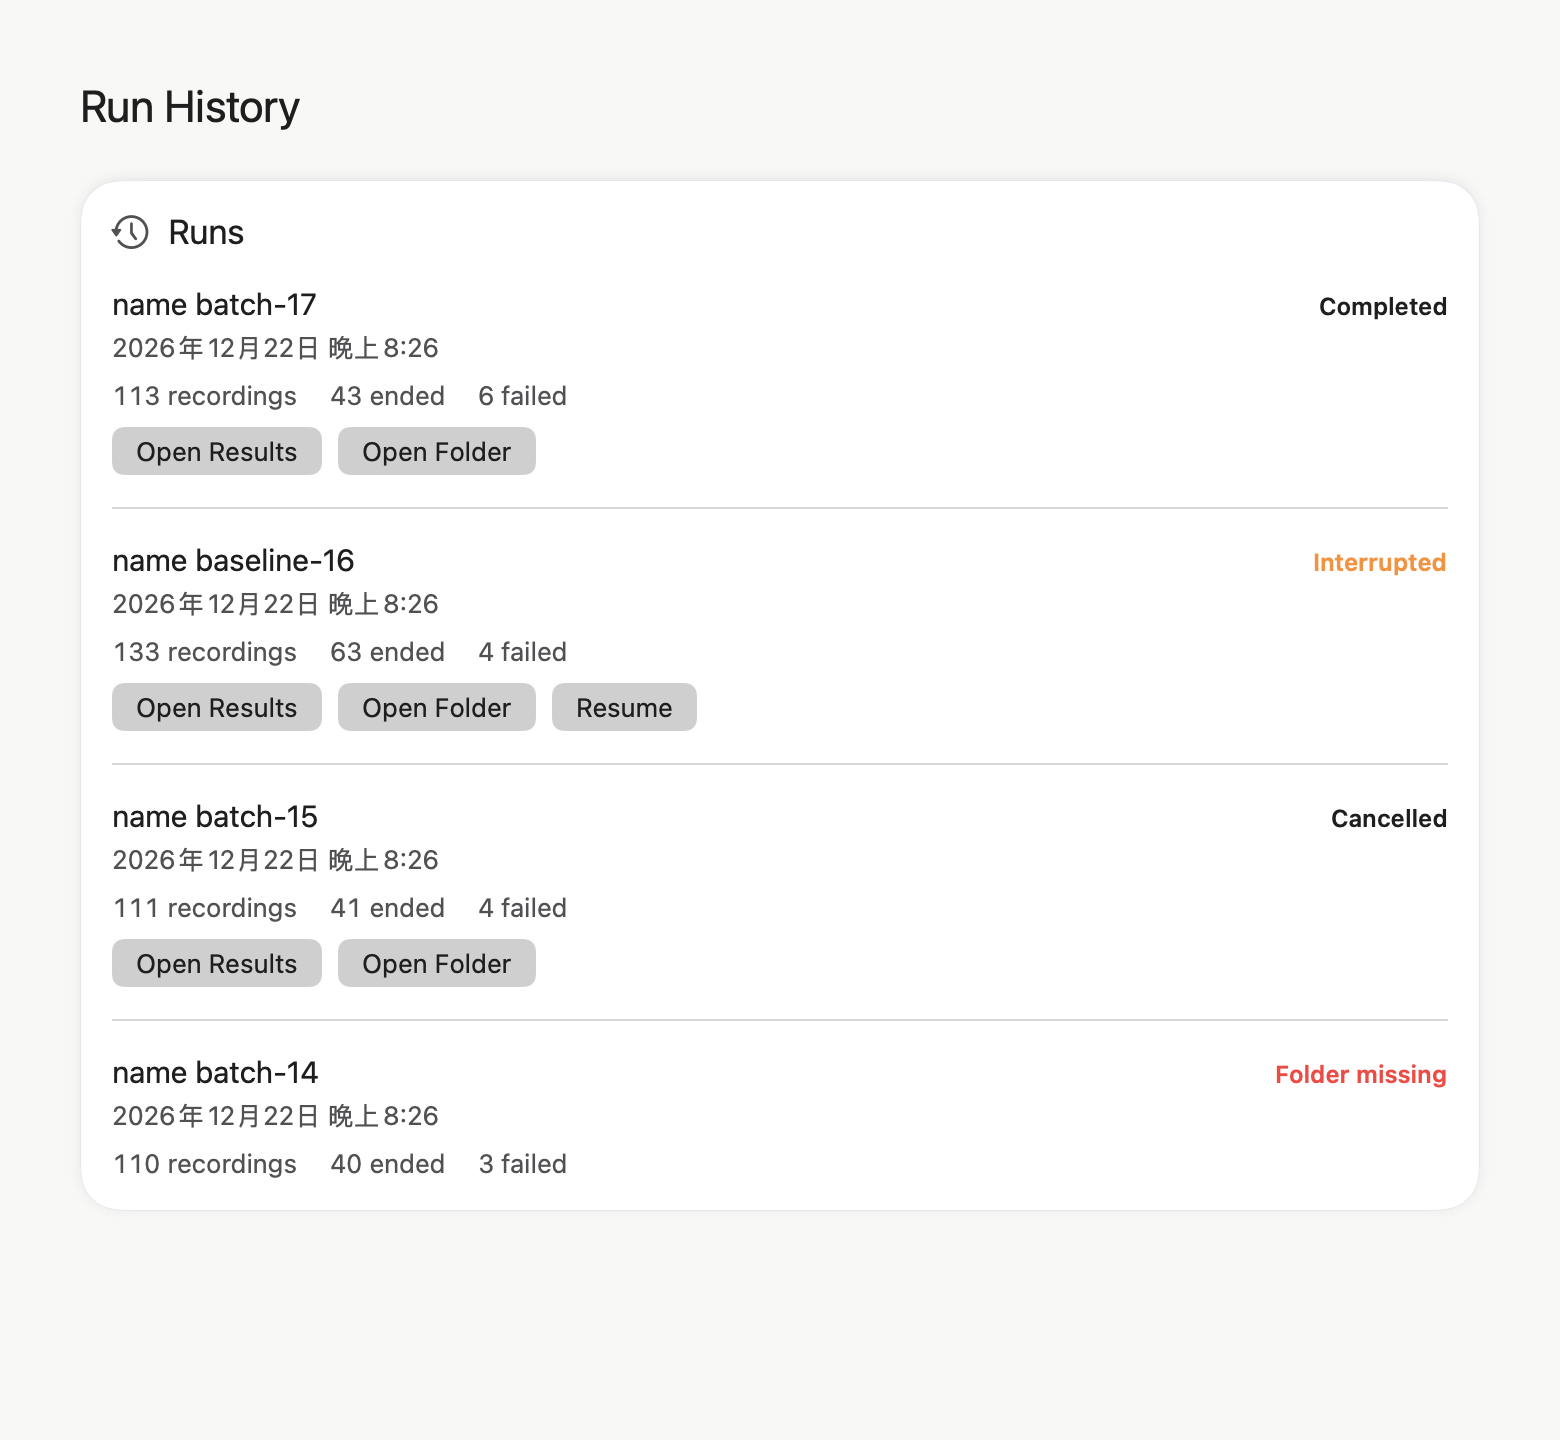 Run History
Runs
name batch-17
Completed
2026年12月22日 晚上8:26
113 recordings 43 ended 6 failed
Open Results Open Folder
name baseline-16
Interrupted
2026年12月22日 晚上8:26
133 recordings 63 ended 4 failed
Open Results Open Folder Resume
name batch-15
Cancelled
2026年12月22日 晚上8:26
111 recordings 41 ended 4 failed
Open Results Open Folder
name batch-14
Folder missing
2026年12月22日 晚上8:26
110 recordings 40 ended 3 failed